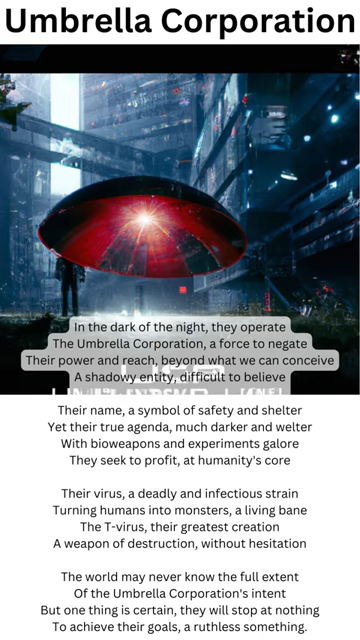 Umbrella Corporation
In the dark of the night, they operate
The Umbrella Corporation, a force to negate
Their power and reach, beyond what we can conceive
A shadowy entity, difficult to believe
Their name, a symbol of safety and shelter
Yet their true agenda, much darker and welter
With bioweapons and experiments galore
They seek to profit, at humanity's core
Their virus, a deadly and infectious strain
Turning humans into monsters, a living bane
The T-virus, their greatest creation
A weapon of destruction, without hesitation
The world may never know the full extent
Of the Umbrella Corporation's intent
But one thing is certain, they will stop at nothing
To achieve their goals, a ruthless something.